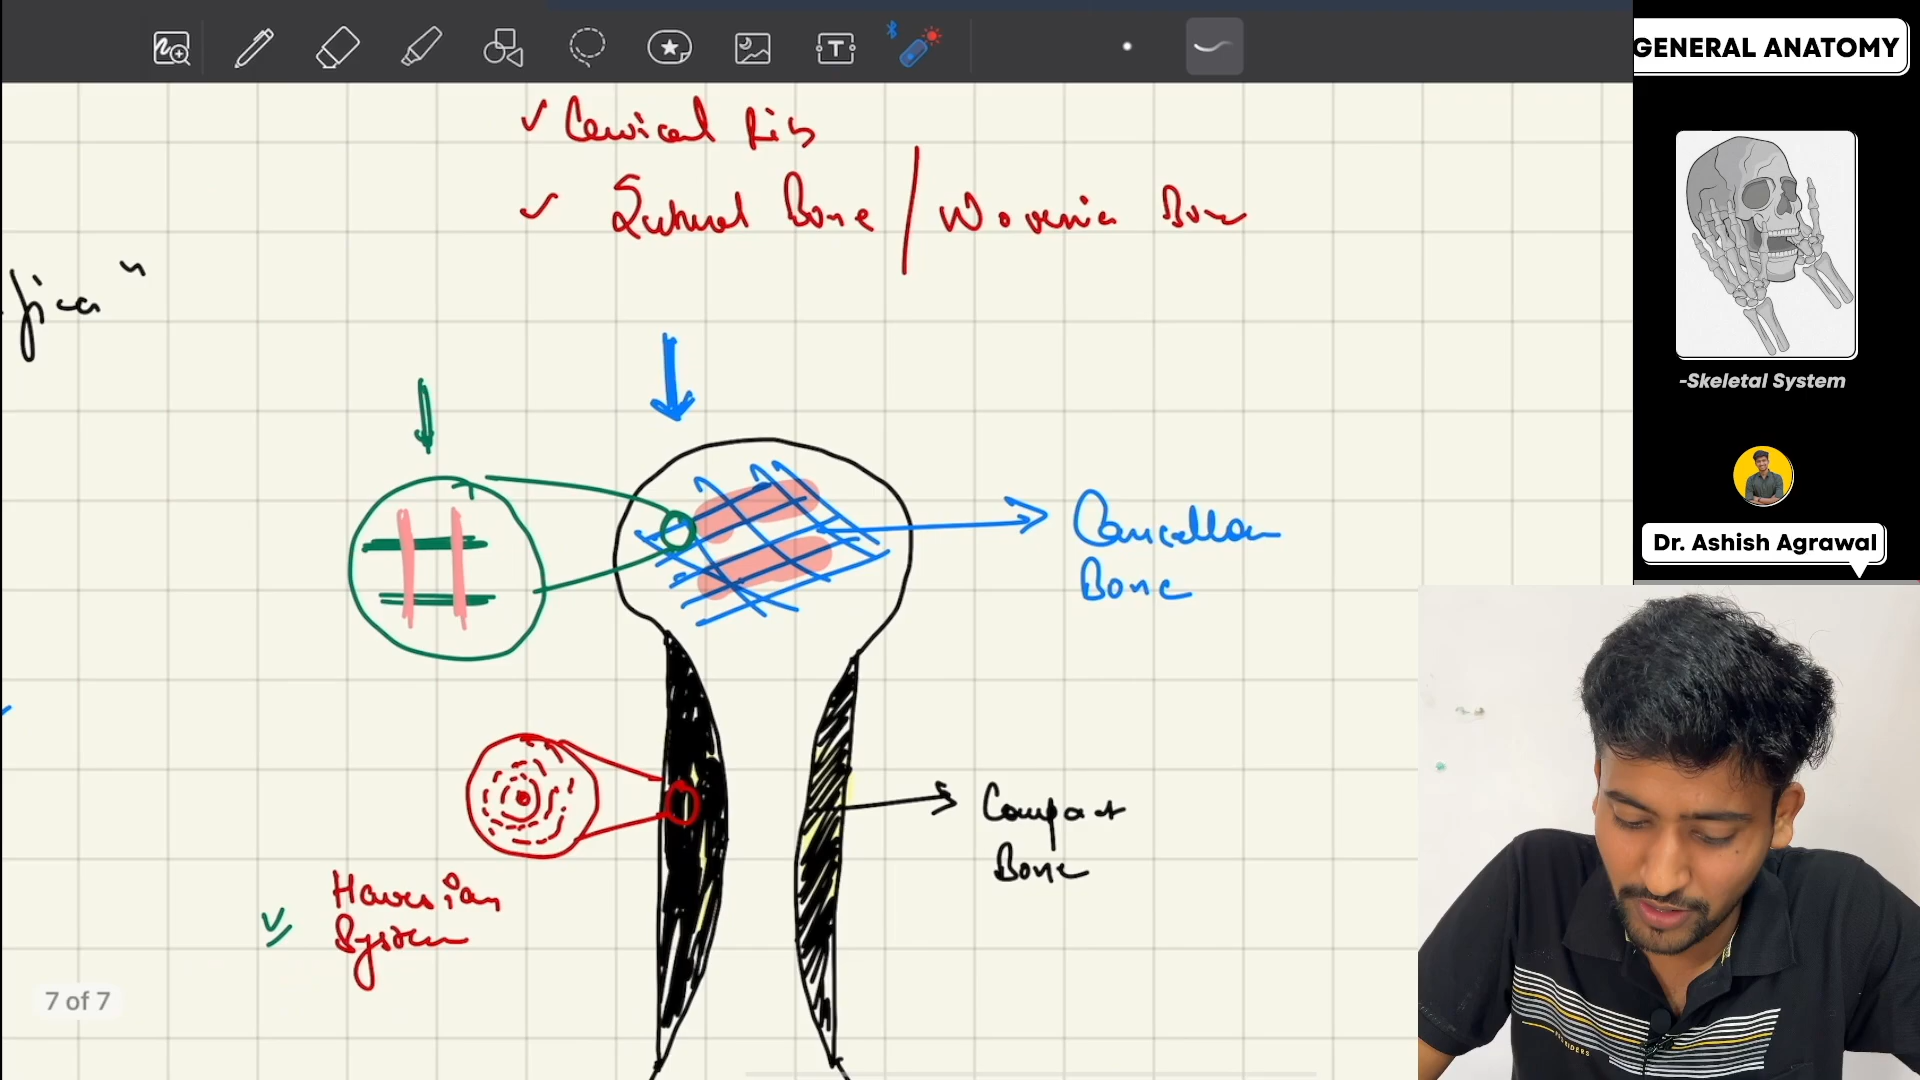 GENERAL ANATOMY
✓ Cervical Rib
✓ Sutural Bone / Wormian Bone
-Skeletal System
Cancellous
Bone
Dr. Ashish Agrawal
Compact
Bone
Haversian
System
7 of 7